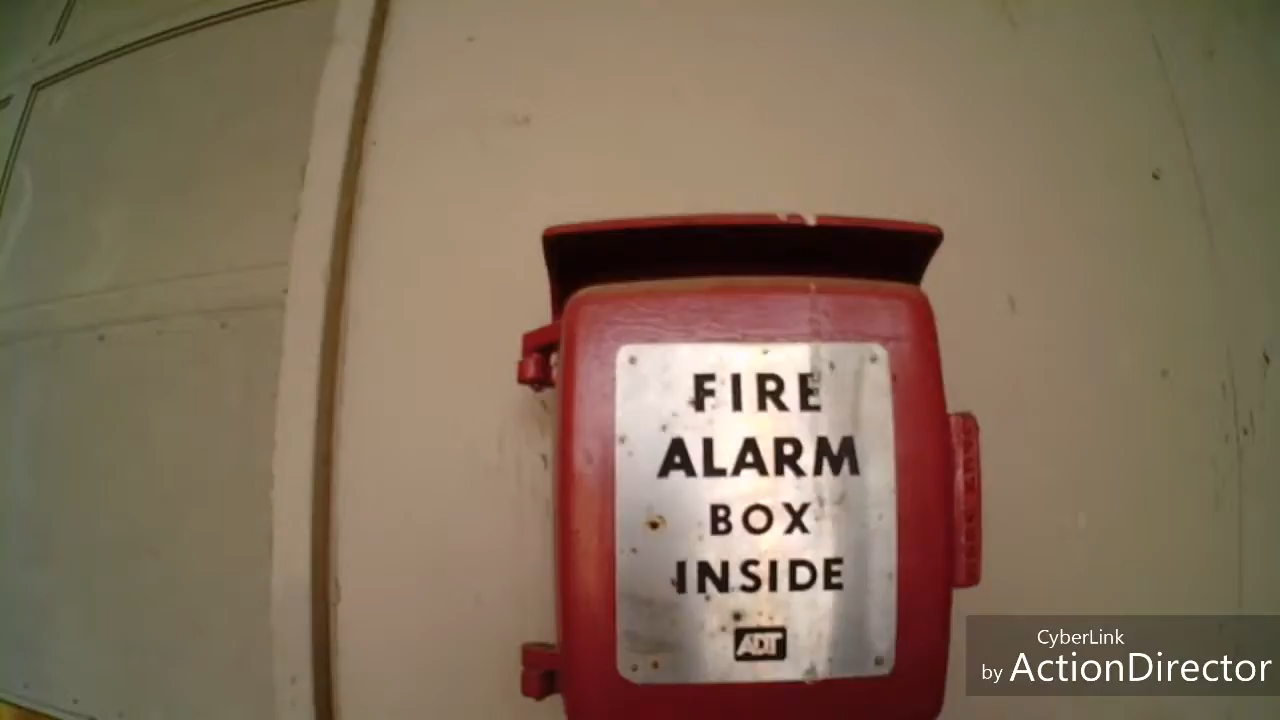 FIRE
ALARM
BOX
INSIDE
ADT
CyberLink
by ActionDirector